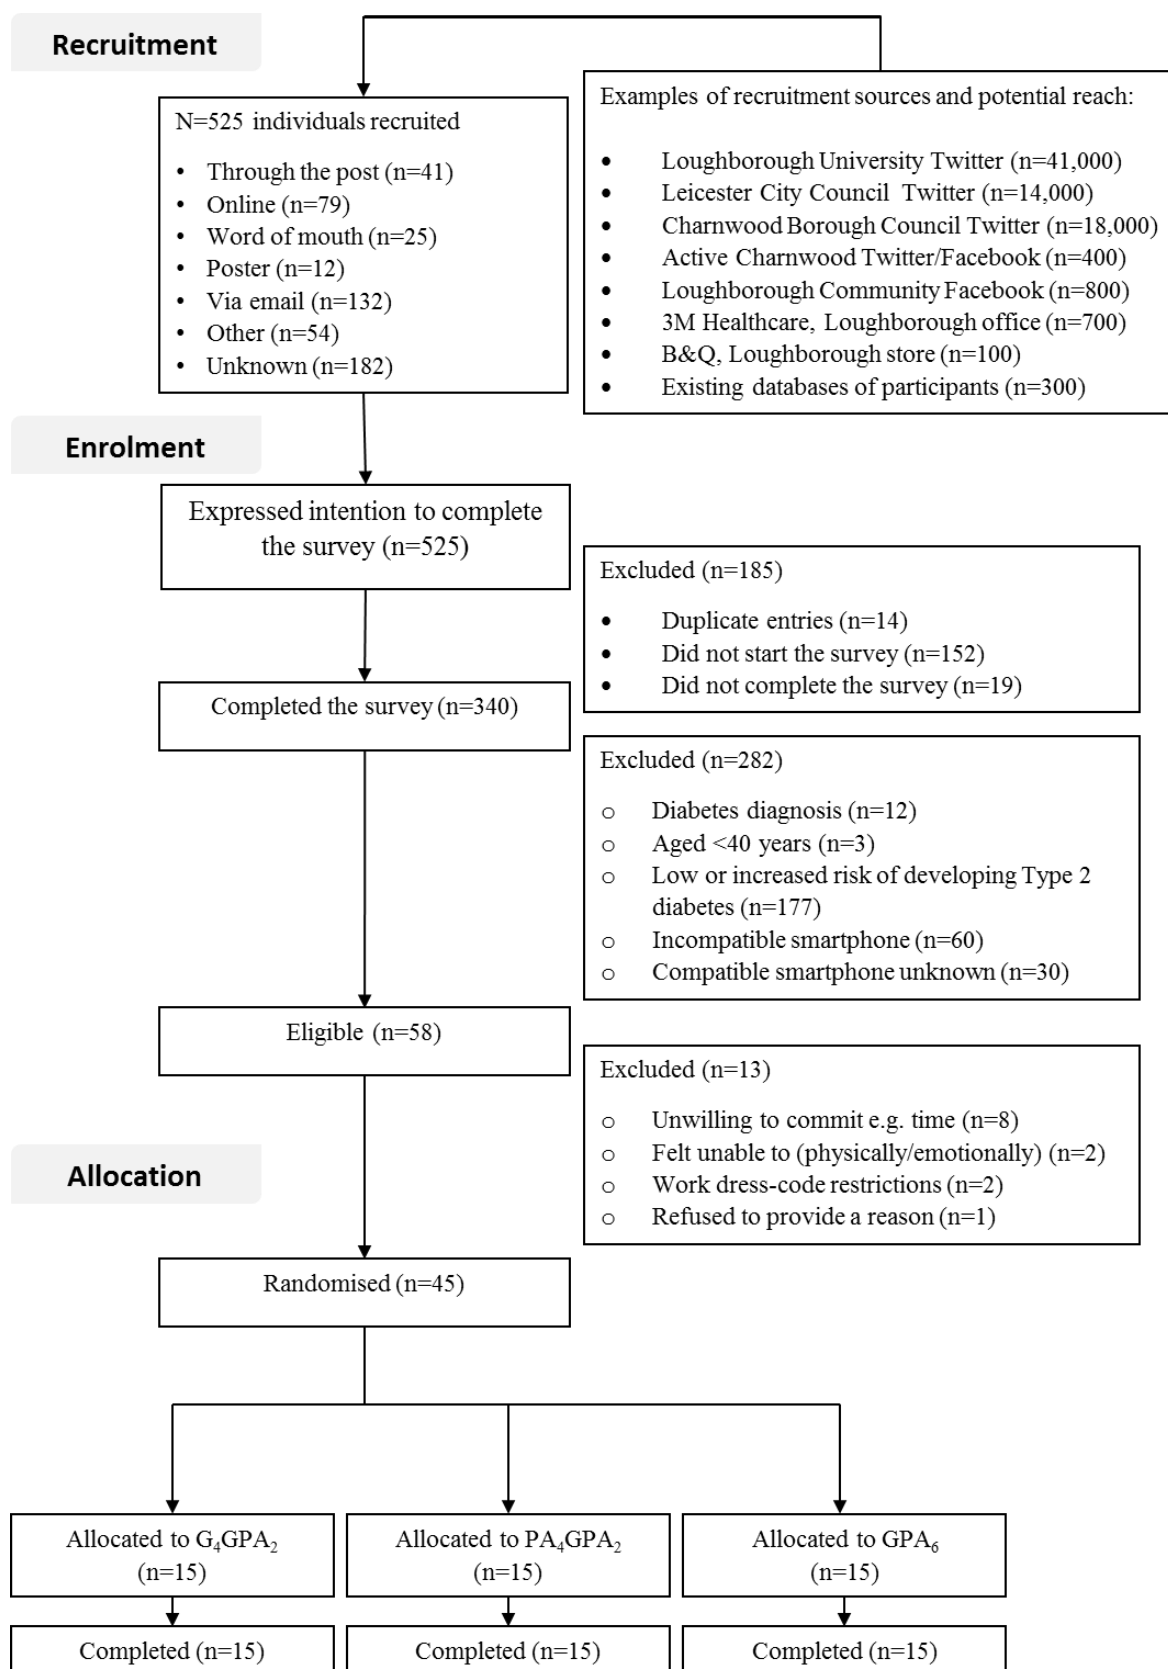 Recruitment
N=525 individuals recruited
• Through the post (n=41)
• Online (n=79)
• Word of mouth (n=25)
• Poster (n=12)
• Via email (n=132)
• Other (n=54)
• Unknown (n=182)
Examples of recruitment sources and potential reach:
• Loughborough University Twitter (n=41,000)
• Leicester City Council Twitter (n=14,000)
• Charnwood Borough Council Twitter (n=18,000)
• Active Charnwood Twitter/Facebook (n=400)
• Loughborough Community Facebook (n=800)
• 3M Healthcare, Loughborough office (n=700)
• B&Q, Loughborough store (n=100)
• Existing databases of participants (n=300)
Enrolment
Expressed intention to complete
the survey (n=525)
Excluded (n=185)
• Duplicate entries (n=14)
• Did not start the survey (n=152)
• Did not complete the survey (n=19)
Completed the survey (n=340)
Excluded (n=282)
o Diabetes diagnosis (n=12)
o Aged <40 years (n=3)
o Low or increased risk of developing Type 2
diabetes (n=177)
o Incompatible smartphone (n=60)
o Compatible smartphone unknown (n=30)
Eligible (n=58)
Excluded (n=13)
o Unwilling to commit e.g. time (n=8)
o Felt unable to (physically/emotionally) (n=2)
o Work dress-code restrictions (n=2)
o Refused to provide a reason (n=1)
Allocation
Randomised (n=45)
Allocated to G₄GPA₂
(n=15)
Allocated to PA₄GPA₂
(n=15)
Allocated to GPA₆
(n=15)
Completed (n=15)
Completed (n=15)
Completed (n=15)